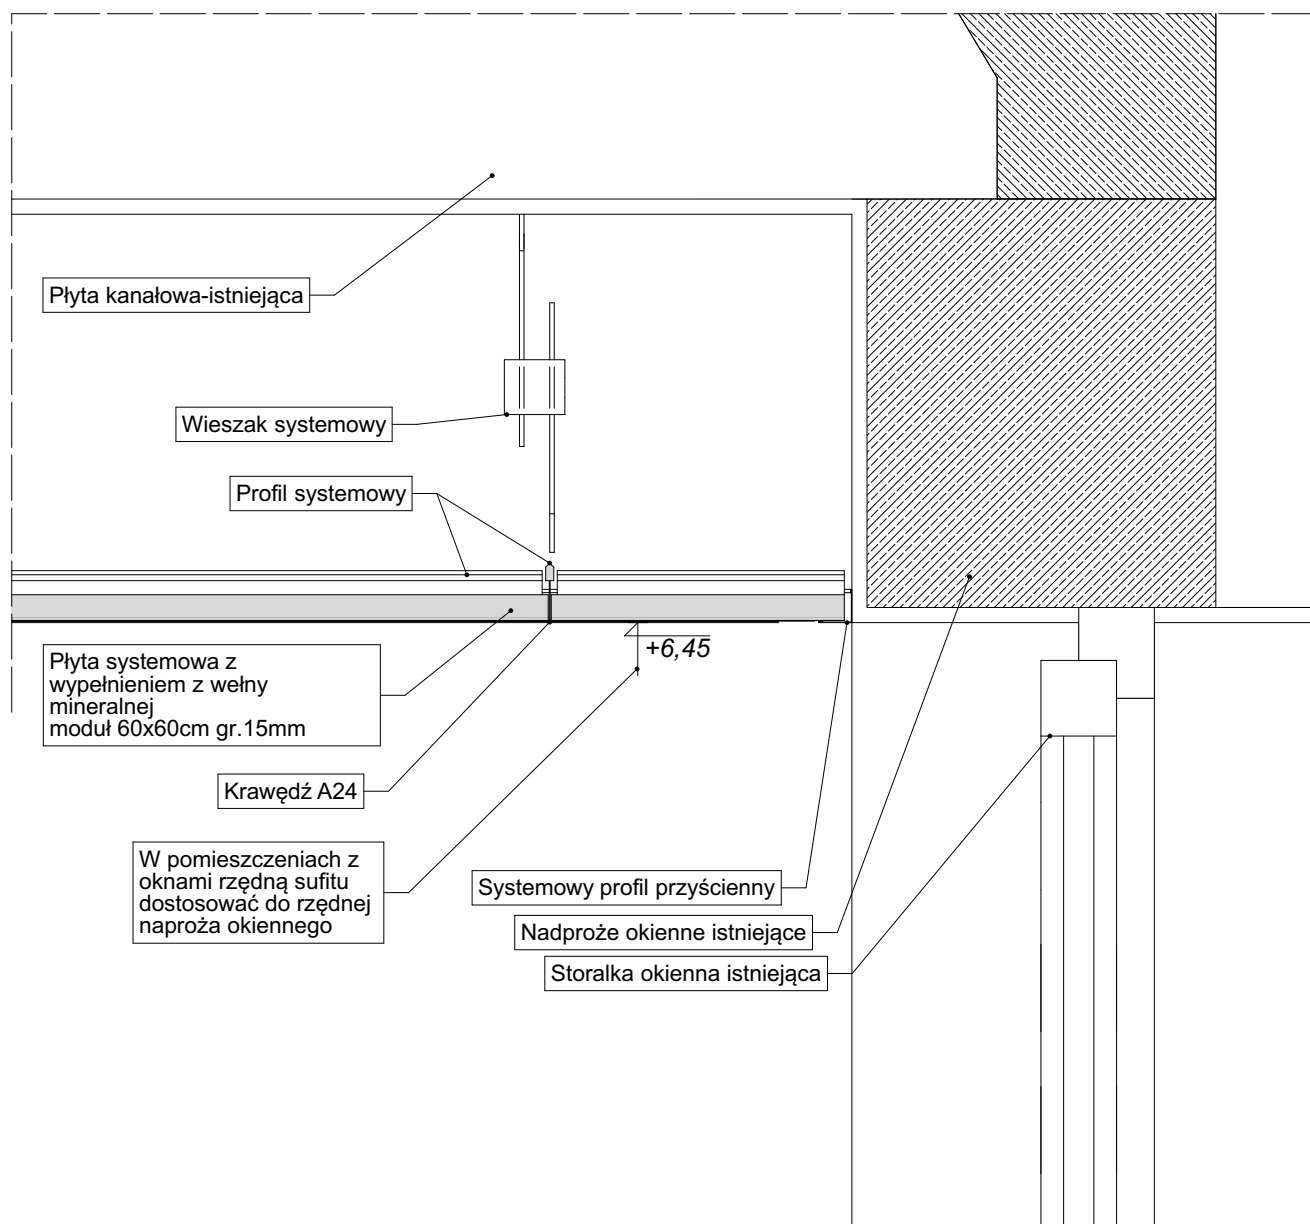 Płyta kanałowa-istniejąca
Wieszak systemowy
Profil systemowy
+6,45
Płyta systemowa z
wypełnieniem z wełny
mineralnej
moduł 60x60cm gr.15mm
Krawędź A24
W pomieszczeniach z
oknami rzędną sufitu
dostosować do rzędnej
naproża okiennego
Systemowy profil przyścienny
Nadproże okienne istniejące
Storalka okienna istniejąca